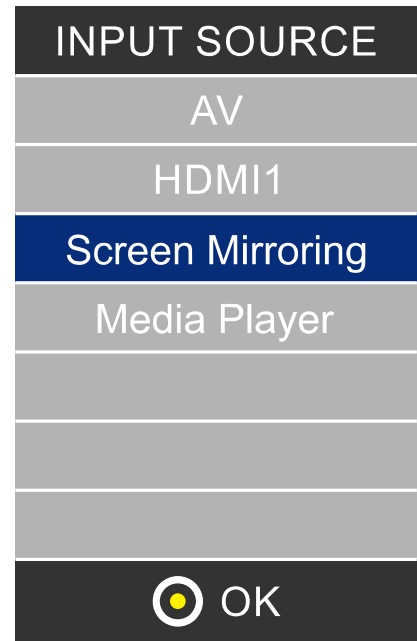 INPUT SOURCE
AV
HDMI1
Screen Mirroring
Media Player
OK